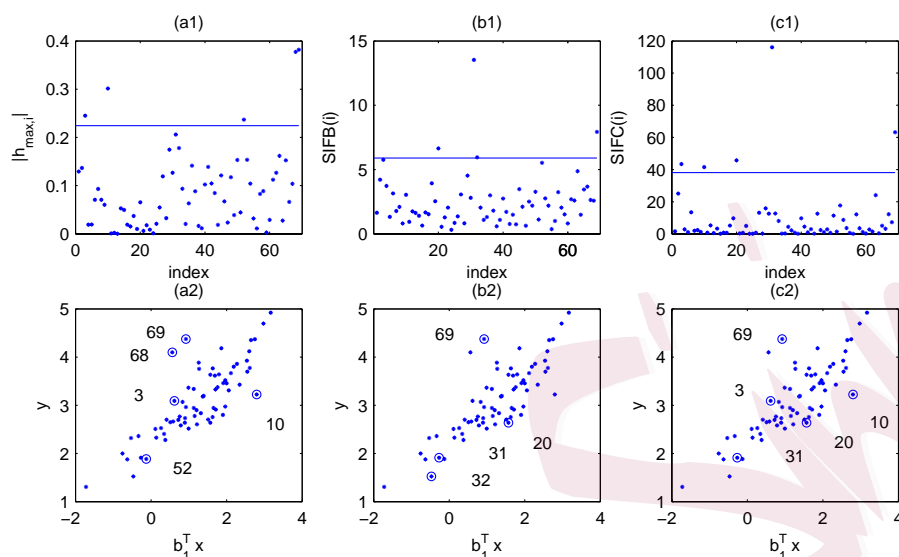 (a1)
(b1)
(c1)
0.4
0.3
0.2
0.1
0
|h_max,i|
0 20 40 60
index
15
10
5
0
SIFB(i)
0 20 40 60
index
120
100
80
60
40
20
0
SIFC(i)
0 20 40 60
index
(a2)
(b2)
(c2)
5
4
3
2
1
y
69
68
3
10
52
−2 0 2 4
b_1^T x
5
4
3
2
1
y
69
20
31
32
−2 0 2 4
b_1^T x
5
4
3
2
1
y
69
3
10
20
31
−2 0 2 4
b_1^T x